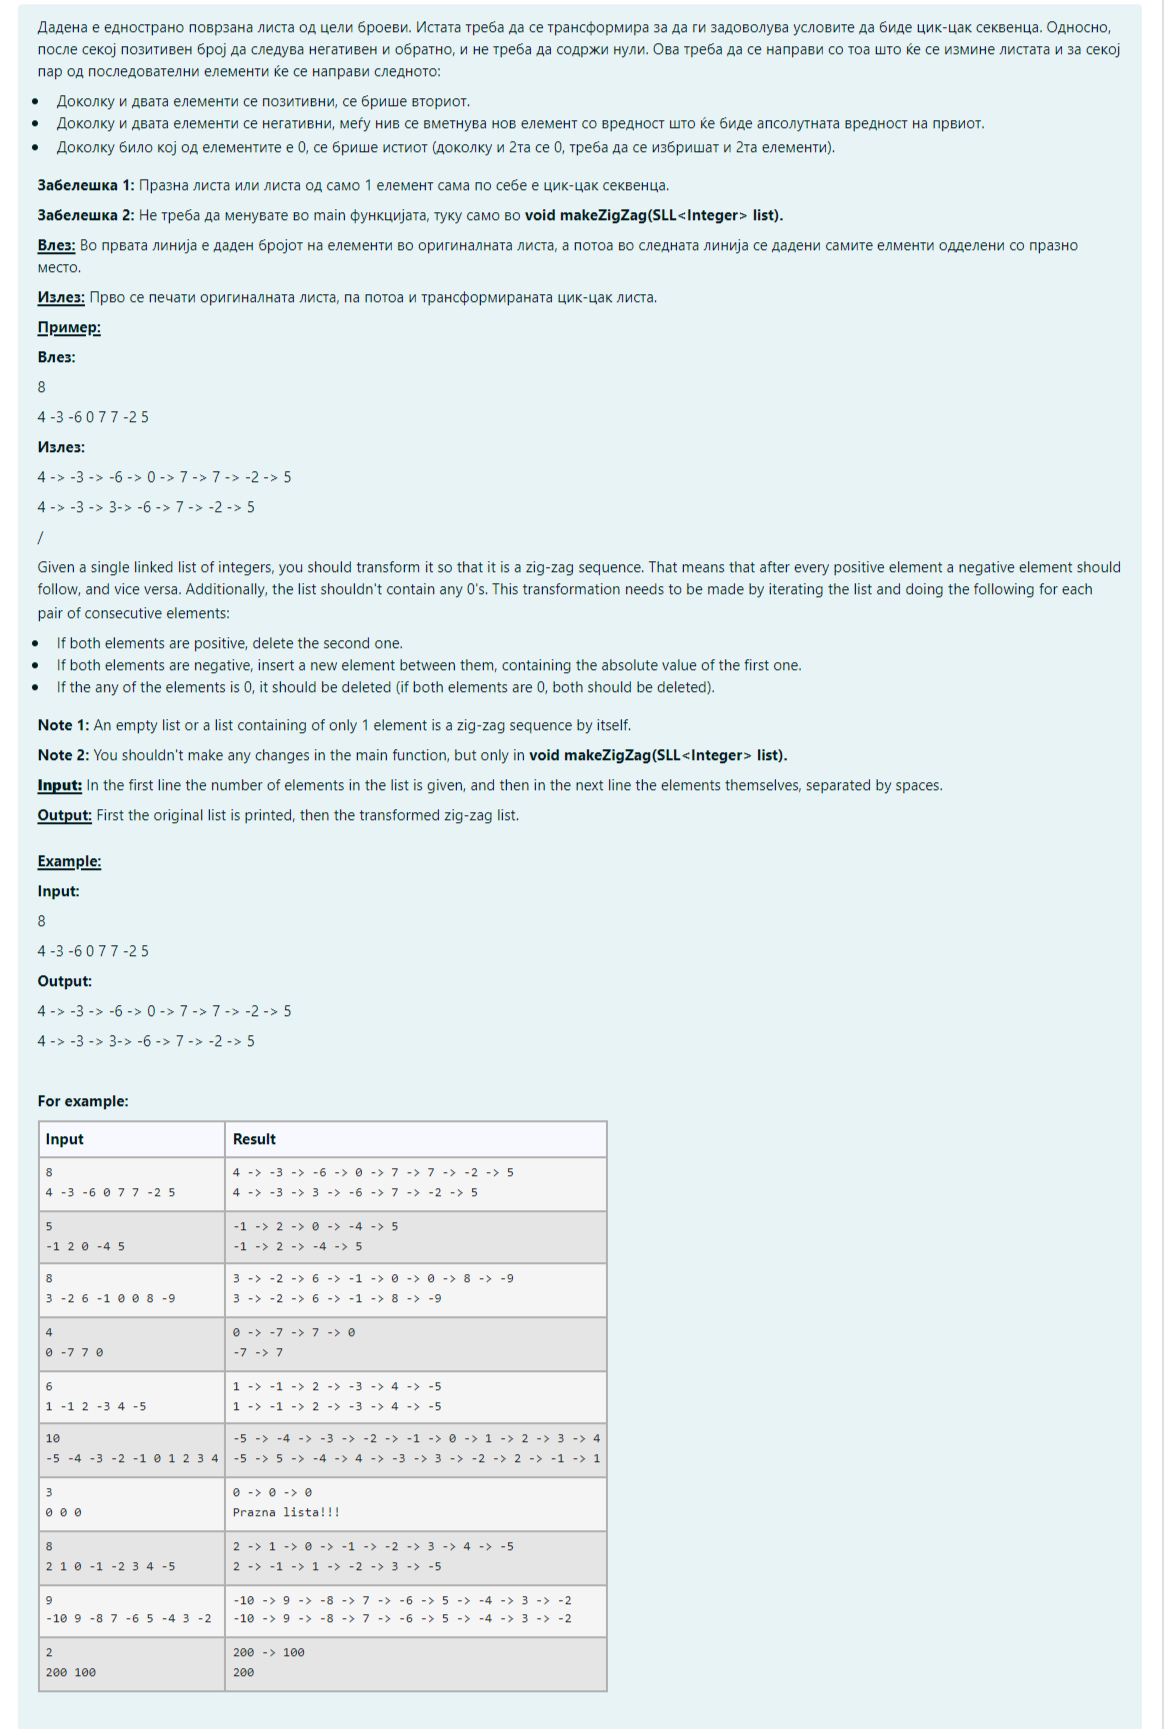 Дадена е еднострано поврзана листа од цели броеви. Истата треба да се трансформира за да ги задоволува условите да биде цик-цак секвенца. Односно,
после секој позитивен број да следува негативен и обратно, и не треба да содржи нули. Ова треба да се направи со тоа што ќе се измине листата и за секој
пар од последователни елементи ќе се направи следното:
• Доколку и двата елементи се позитивни, се брише вториот.
• Доколку и двата елементи се негативни, меѓу нив се вметнува нов елемент со вредност што ќе биде апсолутната вредност на првиот.
• Доколку било кој од елементите е 0, се брише истиот (доколку и 2та се 0, треба да се избришат и 2та елементи).
Забелешка 1: Празна листа или листа од само 1 елемент сама по себе е цик-цак секвенца.
Забелешка 2: Не треба да менувате во main функцијата, туку само во void makeZigZag(SLL<Integer> list).
Влез: Во првата линија е даден бројот на елементи во оригиналната листа, а потоа во следната линија се дадени самите елменти одделени со празно
место.
Излез: Прво се печати оригиналната листа, па потоа и трансформираната цик-цак листа.
Пример:
Влез:
8
4 -3 -6 0 7 7 -2 5
Излез:
4 -> -3 -> -6 -> 0 -> 7 -> 7 -> -2 -> 5
4 -> -3 -> 3-> -6 -> 7 -> -2 -> 5
/
Given a single linked list of integers, you should transform it so that it is a zig-zag sequence. That means that after every positive element a negative element should
follow, and vice versa. Additionally, the list shouldn't contain any 0's. This transformation needs to be made by iterating the list and doing the following for each
pair of consecutive elements:
• If both elements are positive, delete the second one.
• If both elements are negative, insert a new element between them, containing the absolute value of the first one.
• If the any of the elements is 0, it should be deleted (if both elements are 0, both should be deleted).
Note 1: An empty list or a list containing of only 1 element is a zig-zag sequence by itself.
Note 2: You shouldn't make any changes in the main function, but only in void makeZigZag(SLL<Integer> list).
Input: In the first line the number of elements in the list is given, and then in the next line the elements themselves, separated by spaces.
Output: First the original list is printed, then the transformed zig-zag list.
Example:
Input:
8
4 -3 -6 0 7 7 -2 5
Output:
4 -> -3 -> -6 -> 0 -> 7 -> 7 -> -2 -> 5
4 -> -3 -> 3-> -6 -> 7 -> -2 -> 5
For example:
Input Result
8 4 -> -3 -> -6 -> 0 -> 7 -> 7 -> -2 -> 5
4 -3 -6 0 7 7 -2 5 4 -> -3 -> 3 -> -6 -> 7 -> -2 -> 5
5 -1 -> 2 -> 0 -> -4 -> 5
-1 2 0 -4 5 -1 -> 2 -> -4 -> 5
8 3 -> -2 -> 6 -> -1 -> 0 -> 0 -> 8 -> -9
3 -2 6 -1 0 0 8 -9 3 -> -2 -> 6 -> -1 -> 8 -> -9
4 0 -> -7 -> 7 -> 0
0 -7 7 0 -7 -> 7
6 1 -> -1 -> 2 -> -3 -> 4 -> -5
1 -1 2 -3 4 -5 1 -> -1 -> 2 -> -3 -> 4 -> -5
10 -5 -> -4 -> -3 -> -2 -> -1 -> 0 -> 1 -> 2 -> 3 -> 4
-5 -4 -3 -2 -1 0 1 2 3 4 -5 -> 5 -> -4 -> 4 -> -3 -> 3 -> -2 -> 2 -> -1 -> 1
3 0 -> 0 -> 0
0 0 0 Prazna lista!!!
8 2 -> 1 -> 0 -> -1 -> -2 -> 3 -> 4 -> -5
2 1 0 -1 -2 3 4 -5 2 -> -1 -> 1 -> -2 -> 3 -> -5
9 -10 -> 9 -> -8 -> 7 -> -6 -> 5 -> -4 -> 3 -> -2
-10 9 -8 7 -6 5 -4 3 -2 -10 -> 9 -> -8 -> 7 -> -6 -> 5 -> -4 -> 3 -> -2
2 200 -> 100
200 100 200